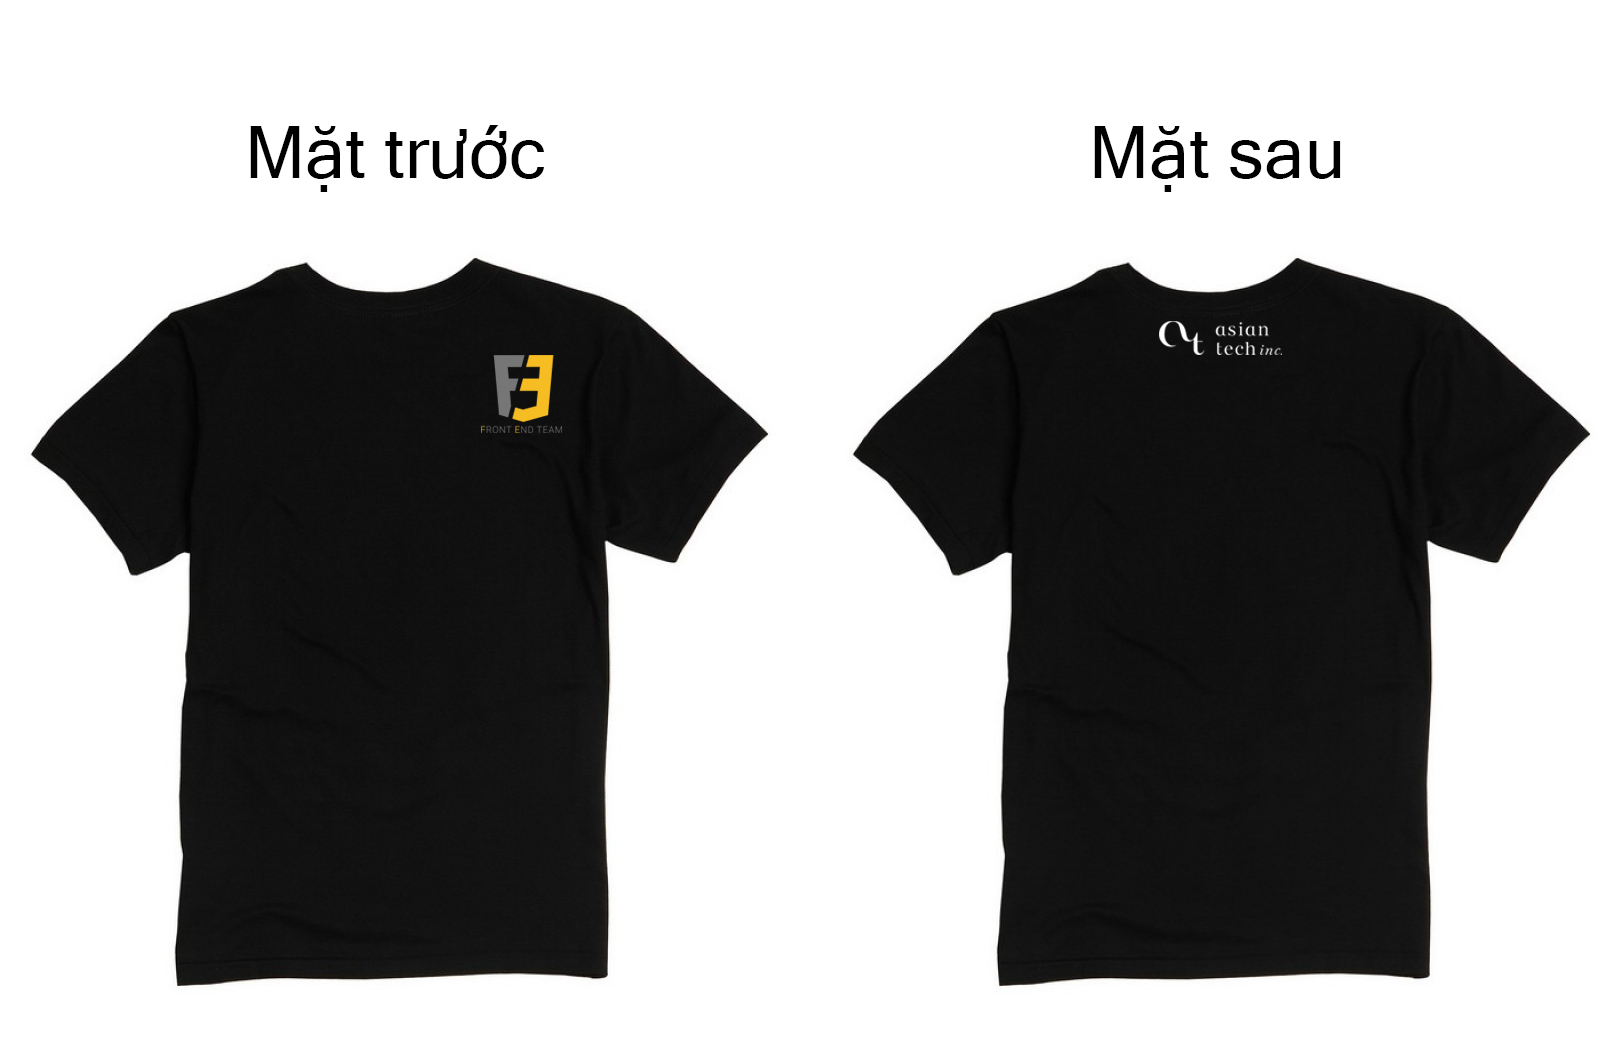 Mặt trước
Mặt sau
FRONT END TEAM
asian
tech inc.